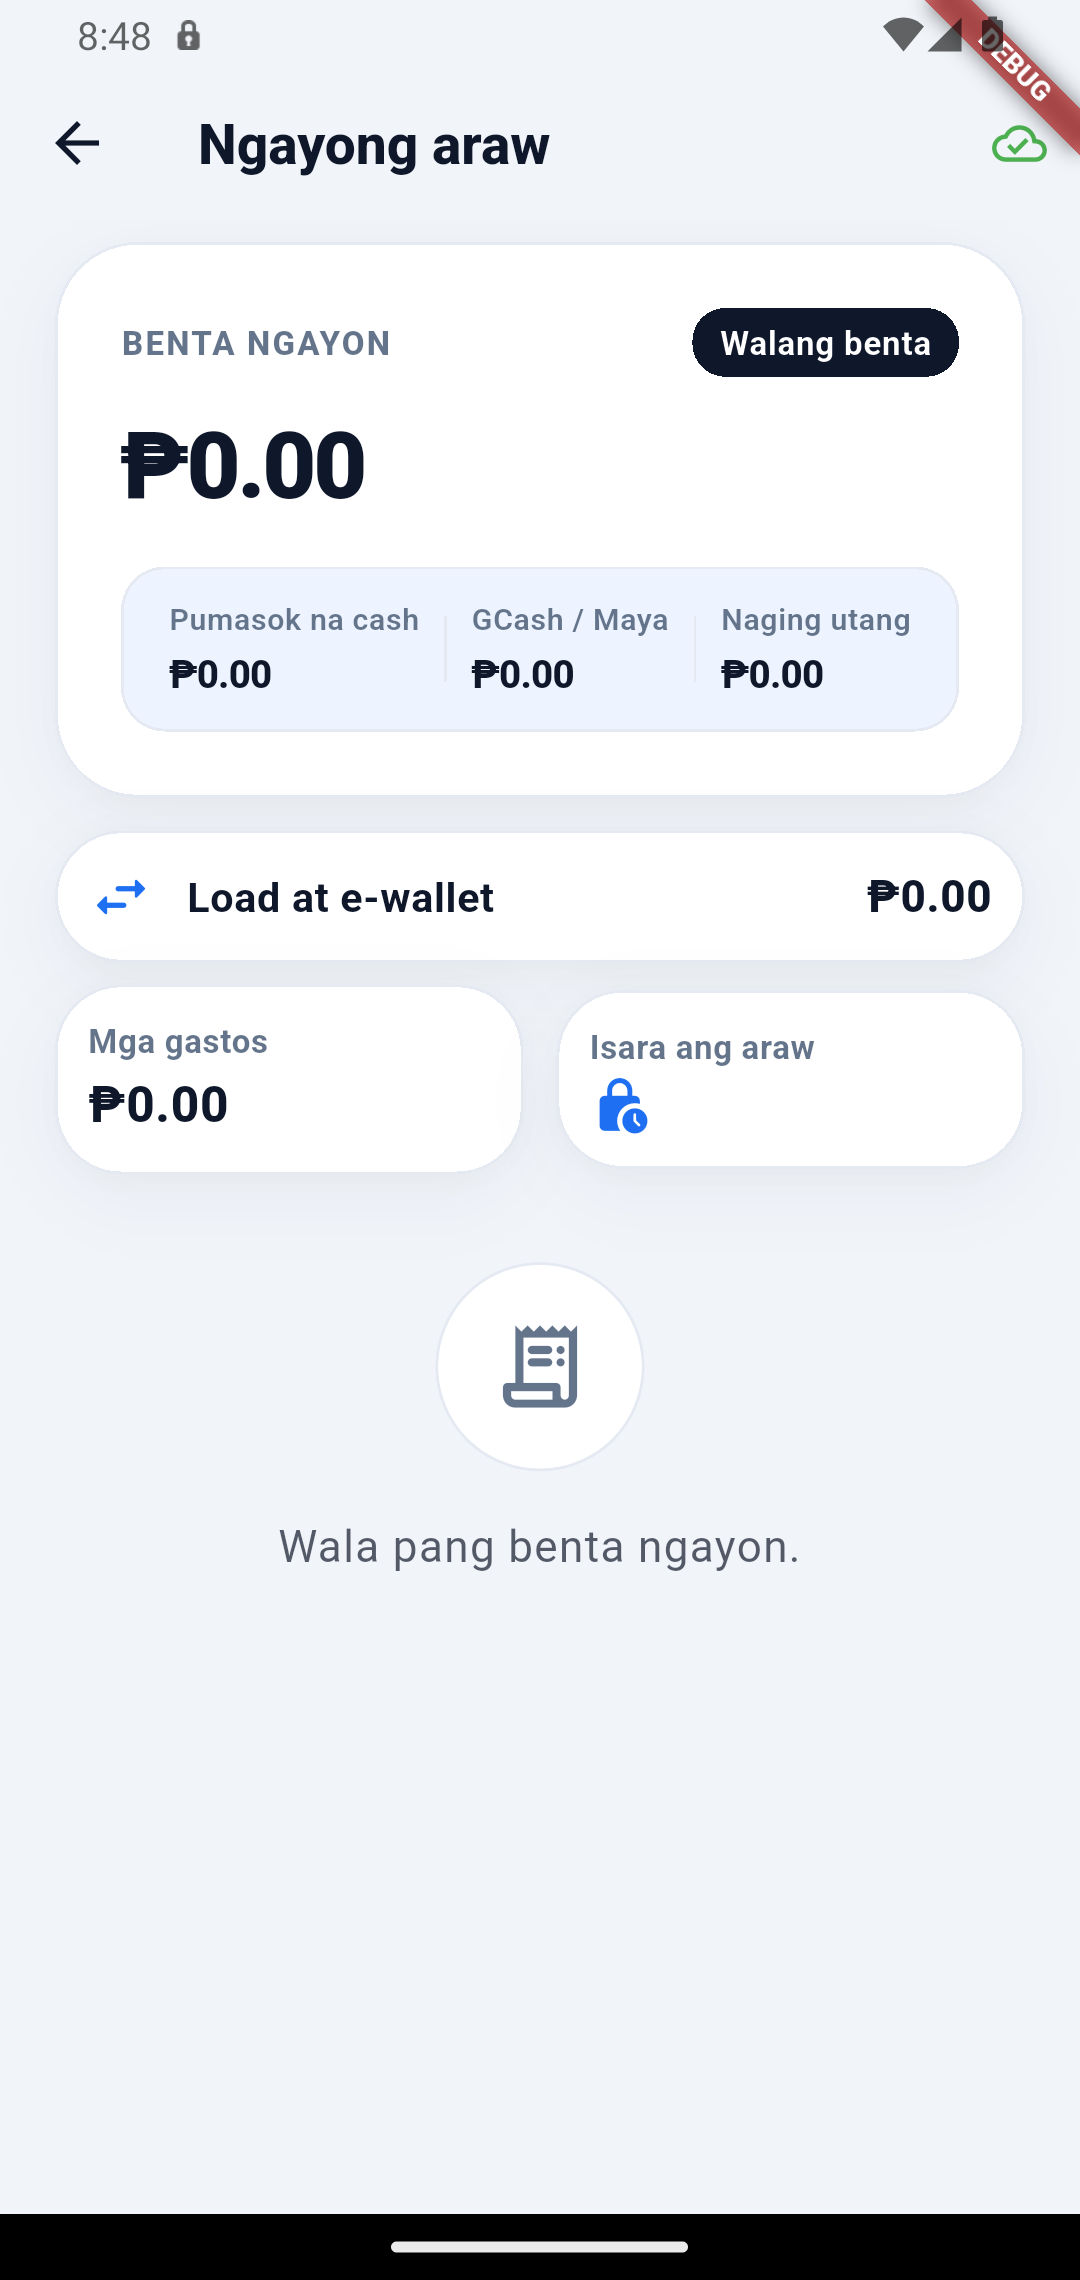 8:48
DEBUG
Ngayong araw
BENTA NGAYON
Walang benta
₱0.00
Pumasok na cash
GCash / Maya
Naging utang
₱0.00
₱0.00
₱0.00
Load at e-wallet
₱0.00
Mga gastos
₱0.00
Isara ang araw
Wala pang benta ngayon.